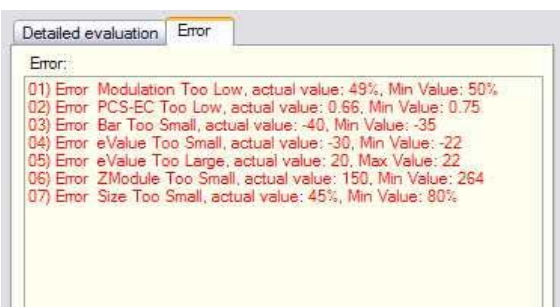 Detailed evaluation Error
Error:
01) Error Modulation Too Low, actual value: 49%, Min Value: 50%
02) Error PCS-EC Too Low, actual value: 0.66, Min Value: 0.75
03) Error Bar Too Small, actual value: -40, Min Value: -35
04) Error eValue Too Small, actual value: -30, Min Value: -22
05) Error eValue Too Large, actual value: 20, Max Value: 22
06) Error ZModule Too Small, actual value: 150, Min Value: 264
07) Error Size Too Small, actual value: 45%, Min Value: 80%